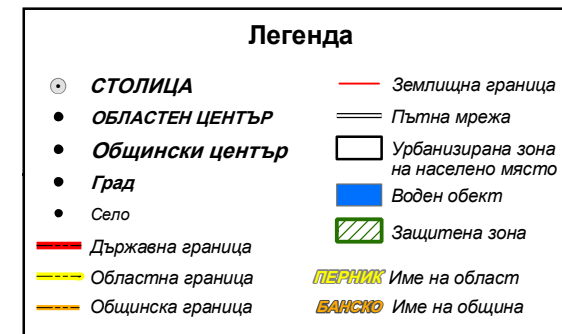 Легенда
СТОЛИЦА
ОБЛАСТЕН ЦЕНТЪР
Общински център
Град
Село
Държавна граница
Областна граница
Общинска граница
Землищна граница
Пътна мрежа
Урбанизирана зона
на населено място
Воден обект
Защитена зона
ПЕРНИК Име на област
БАНСКО Име на община